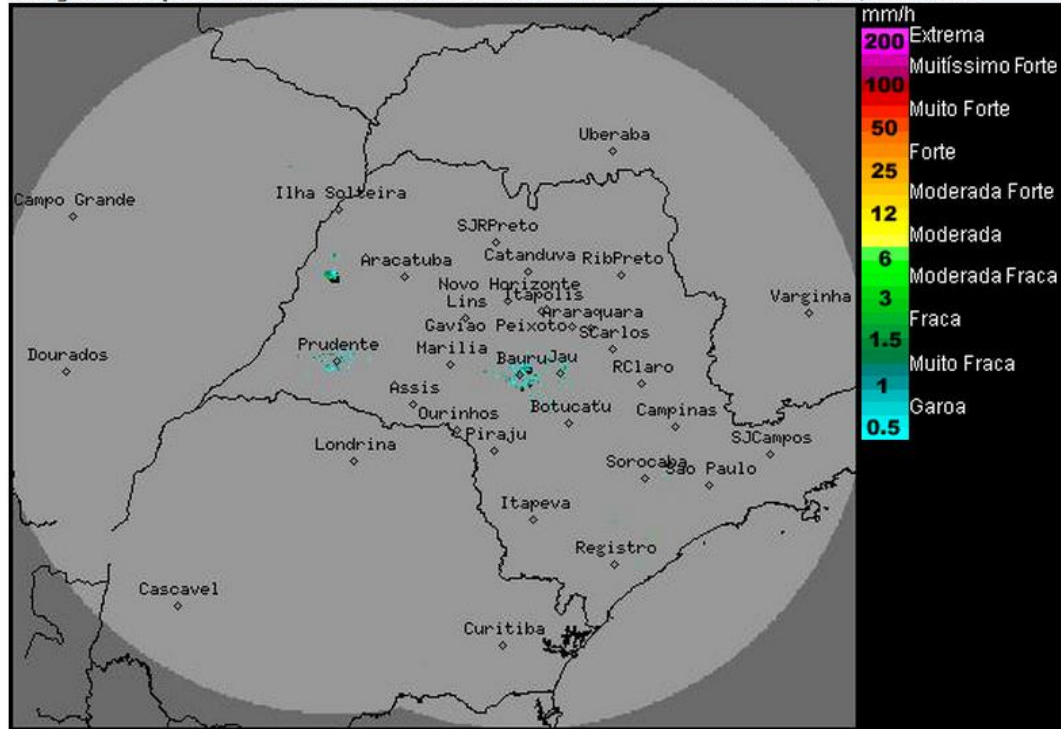 mm/h
200 Extrema
Muitíssimo Forte
100
Muito Forte
50
Forte
25
Moderada Forte
12
Moderada
6
Moderada Fraca
3
Fraca
1.5
Muito Fraca
1
Garoa
0.5
Uberaba
Ilha Solteira
Campo Grande
SJRPreto
Aracatuba
Catanduva
RibPreto
Novo Horizonte
Itapolis
Lins
Araraquara
Varginha
Gaviao Peixoto
SCarlos
Prudente
Marilia
Bauru
Jau
Dourados
RClaro
Assis
Ourinhos
Botucatu
Campinas
Piraju
Londrina
SJCampos
Sorocaba
Sao Paulo
Itapeva
Registro
Cascavel
Curitiba